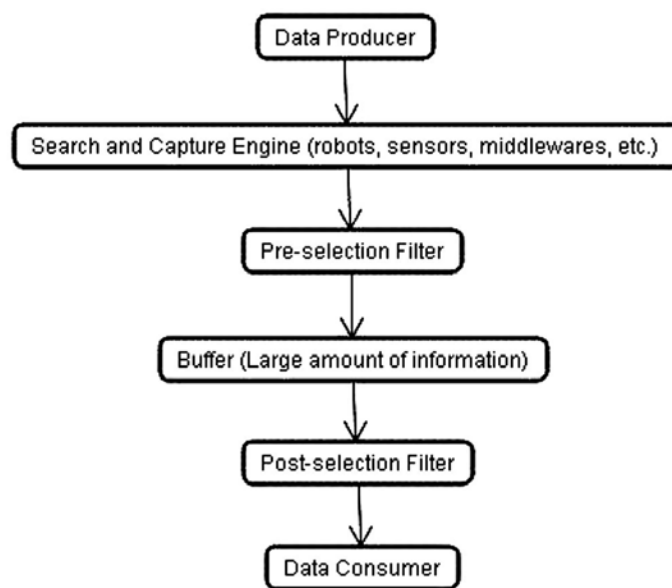 Data Producer
Search and Capture Engine (robots, sensors, middlewares, etc.)
Pre-selection Filter
Buffer (Large amount of information)
Post-selection Filter
Data Consumer